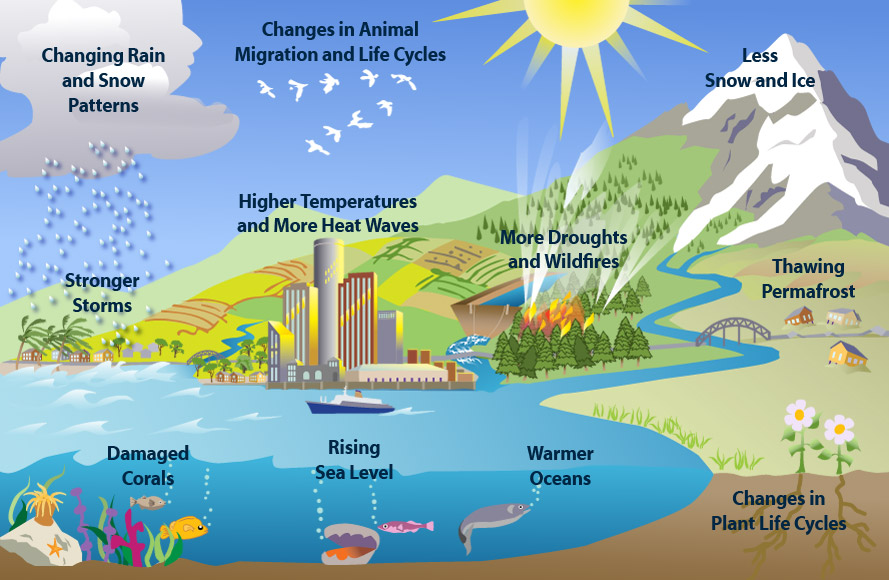 Changing Rain
and Snow
Patterns
Changes in Animal
Migration and Life Cycles
Less
Snow and Ice
Higher Temperatures
and More Heat Waves
More Droughts
and Wildfires
Stronger
Storms
Thawing
Permafrost
Damaged
Corals
Rising
Sea Level
Warmer
Oceans
Changes in
Plant Life Cycles